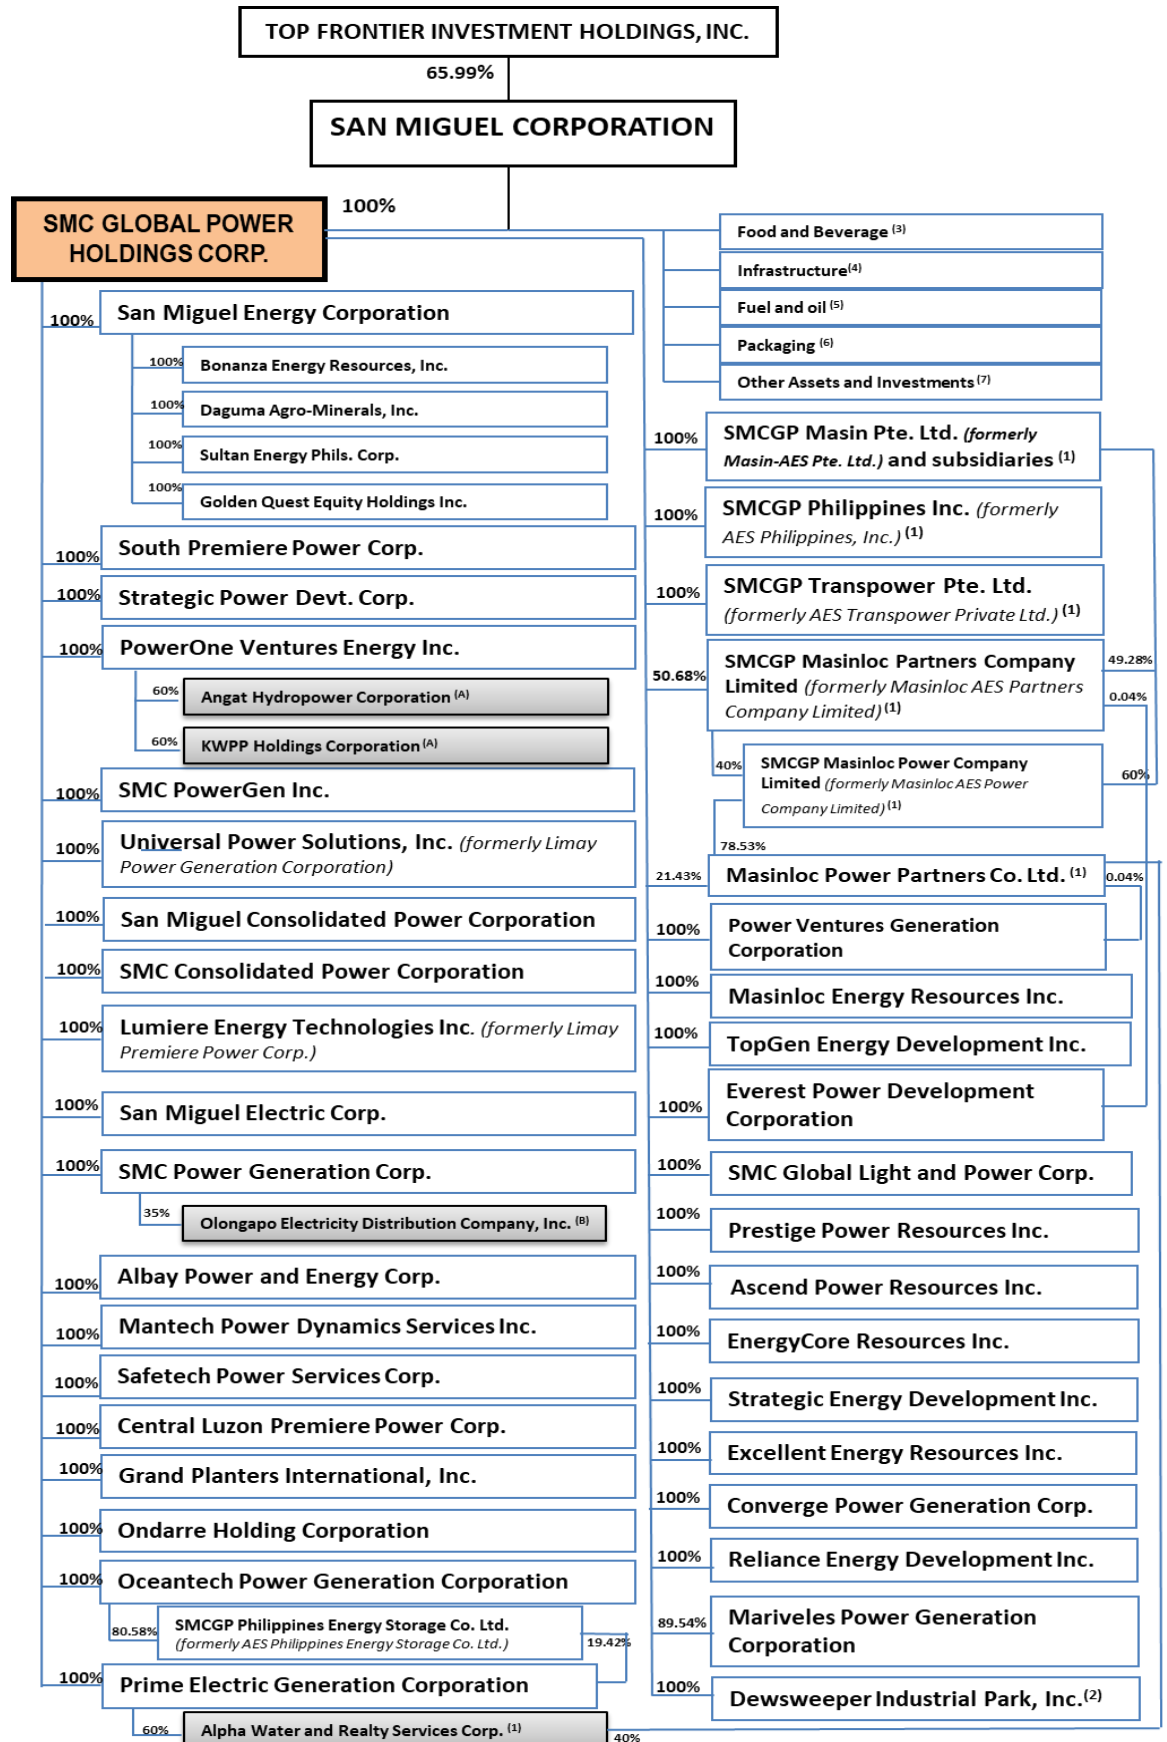 TOP FRONTIER INVESTMENT HOLDINGS, INC.
65.99%
SAN MIGUEL CORPORATION
100%
SMC GLOBAL POWER
HOLDINGS CORP.
100%
San Miguel Energy Corporation
100%
Bonanza Energy Resources, Inc.
100%
Daguma Agro-Minerals, Inc.
100%
Sultan Energy Phils. Corp.
100%
Golden Quest Equity Holdings Inc.
100%
South Premiere Power Corp.
100%
Strategic Power Devt. Corp.
100%
PowerOne Ventures Energy Inc.
60%
Angat Hydropower Corporation (A)
60%
KWPP Holdings Corporation (A)
100%
SMC PowerGen Inc.
100%
Universal Power Solutions, Inc. (formerly Limay
Power Generation Corporation)
100%
San Miguel Consolidated Power Corporation
100%
SMC Consolidated Power Corporation
100%
Lumiere Energy Technologies Inc. (formerly Limay
Premiere Power Corp.)
100%
San Miguel Electric Corp.
100%
SMC Power Generation Corp.
35%
Olongapo Electricity Distribution Company, Inc. (B)
100%
Albay Power and Energy Corp.
100%
Mantech Power Dynamics Services Inc.
100%
Safetech Power Services Corp.
100%
Central Luzon Premiere Power Corp.
100%
Grand Planters International, Inc.
100%
Ondarre Holding Corporation
100%
Oceantech Power Generation Corporation
80.58%
SMCGP Philippines Energy Storage Co. Ltd.
(formerly AES Philippines Energy Storage Co. Ltd.)
19.42%
100%
Prime Electric Generation Corporation
60%
Alpha Water and Realty Services Corp. (1)
40%
Food and Beverage (3)
Infrastructure(4)
Fuel and oil (5)
Packaging (6)
Other Assets and Investments (7)
100%
SMCGP Masin Pte. Ltd. (formerly
Masin-AES Pte. Ltd.) and subsidiaries (1)
100%
SMCGP Philippines Inc. (formerly
AES Philippines, Inc.) (1)
100%
SMCGP Transpower Pte. Ltd.
(formerly AES Transpower Private Ltd.) (1)
50.68%
SMCGP Masinloc Partners Company
Limited (formerly Masinloc AES Partners
Company Limited) (1)
49.28%
0.04%
40%
SMCGP Masinloc Power Company
Limited (formerly Masinloc AES Power
Company Limited) (1)
60%
78.53%
21.43%
Masinloc Power Partners Co. Ltd. (1)
0.04%
100%
Power Ventures Generation
Corporation
100%
Masinloc Energy Resources Inc.
100%
TopGen Energy Development Inc.
100%
Everest Power Development
Corporation
100%
SMC Global Light and Power Corp.
100%
Prestige Power Resources Inc.
100%
Ascend Power Resources Inc.
100%
EnergyCore Resources Inc.
100%
Strategic Energy Development Inc.
100%
Excellent Energy Resources Inc.
100%
Converge Power Generation Corp.
100%
Reliance Energy Development Inc.
89.54%
Mariveles Power Generation
Corporation
100%
Dewsweeper Industrial Park, Inc.(2)